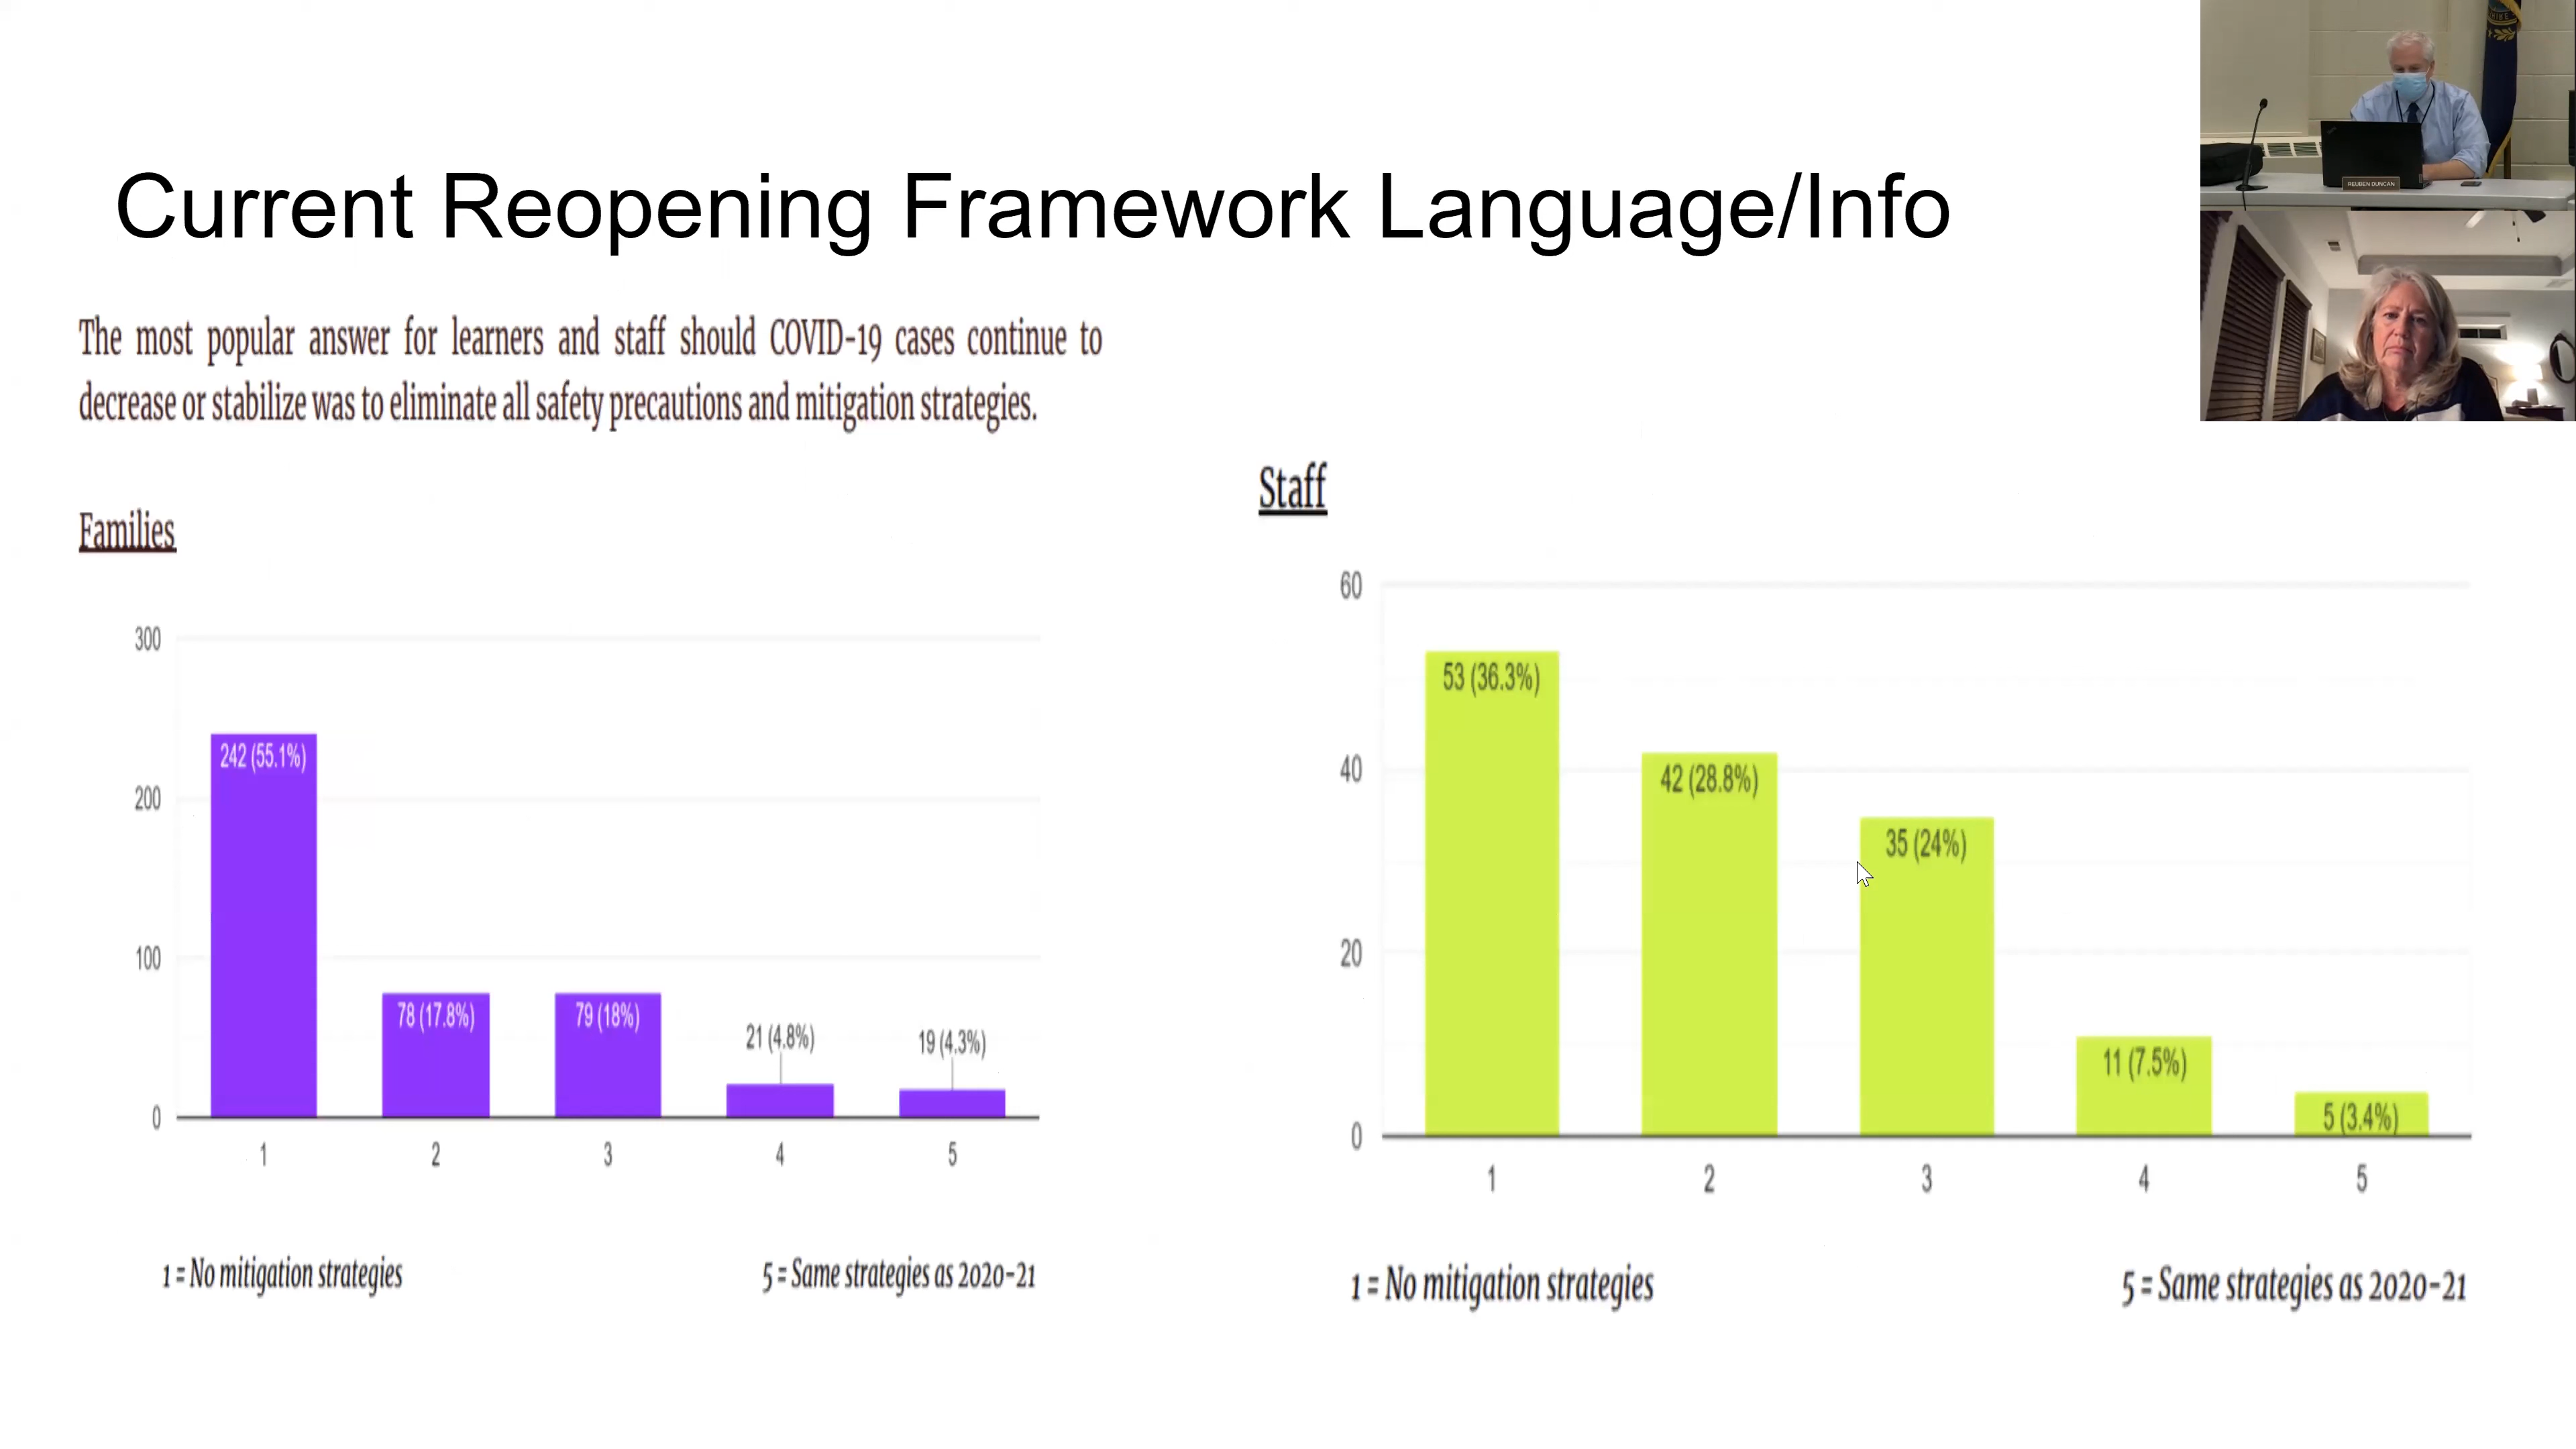 Current Reopening Framework Language/Info
The most popular answer for learners and staff should COVID-19 cases continue to
decrease or stabilize was to eliminate all safety precautions and mitigation strategies.
Families
300
200
100
0
242 (55.1%)
78 (17.8%)
79 (18%)
21 (4.8%)
19 (4.3%)
1 2 3 4 5
1 = No mitigation strategies 5 = Same strategies as 2020-21
Staff
60
40
20
0
53 (36.3%)
42 (28.8%)
35 (24%)
11 (7.5%)
5 (3.4%)
1 2 3 4 5
1 = No mitigation strategies 5 = Same strategies as 2020-21
REUBEN DUNCAN